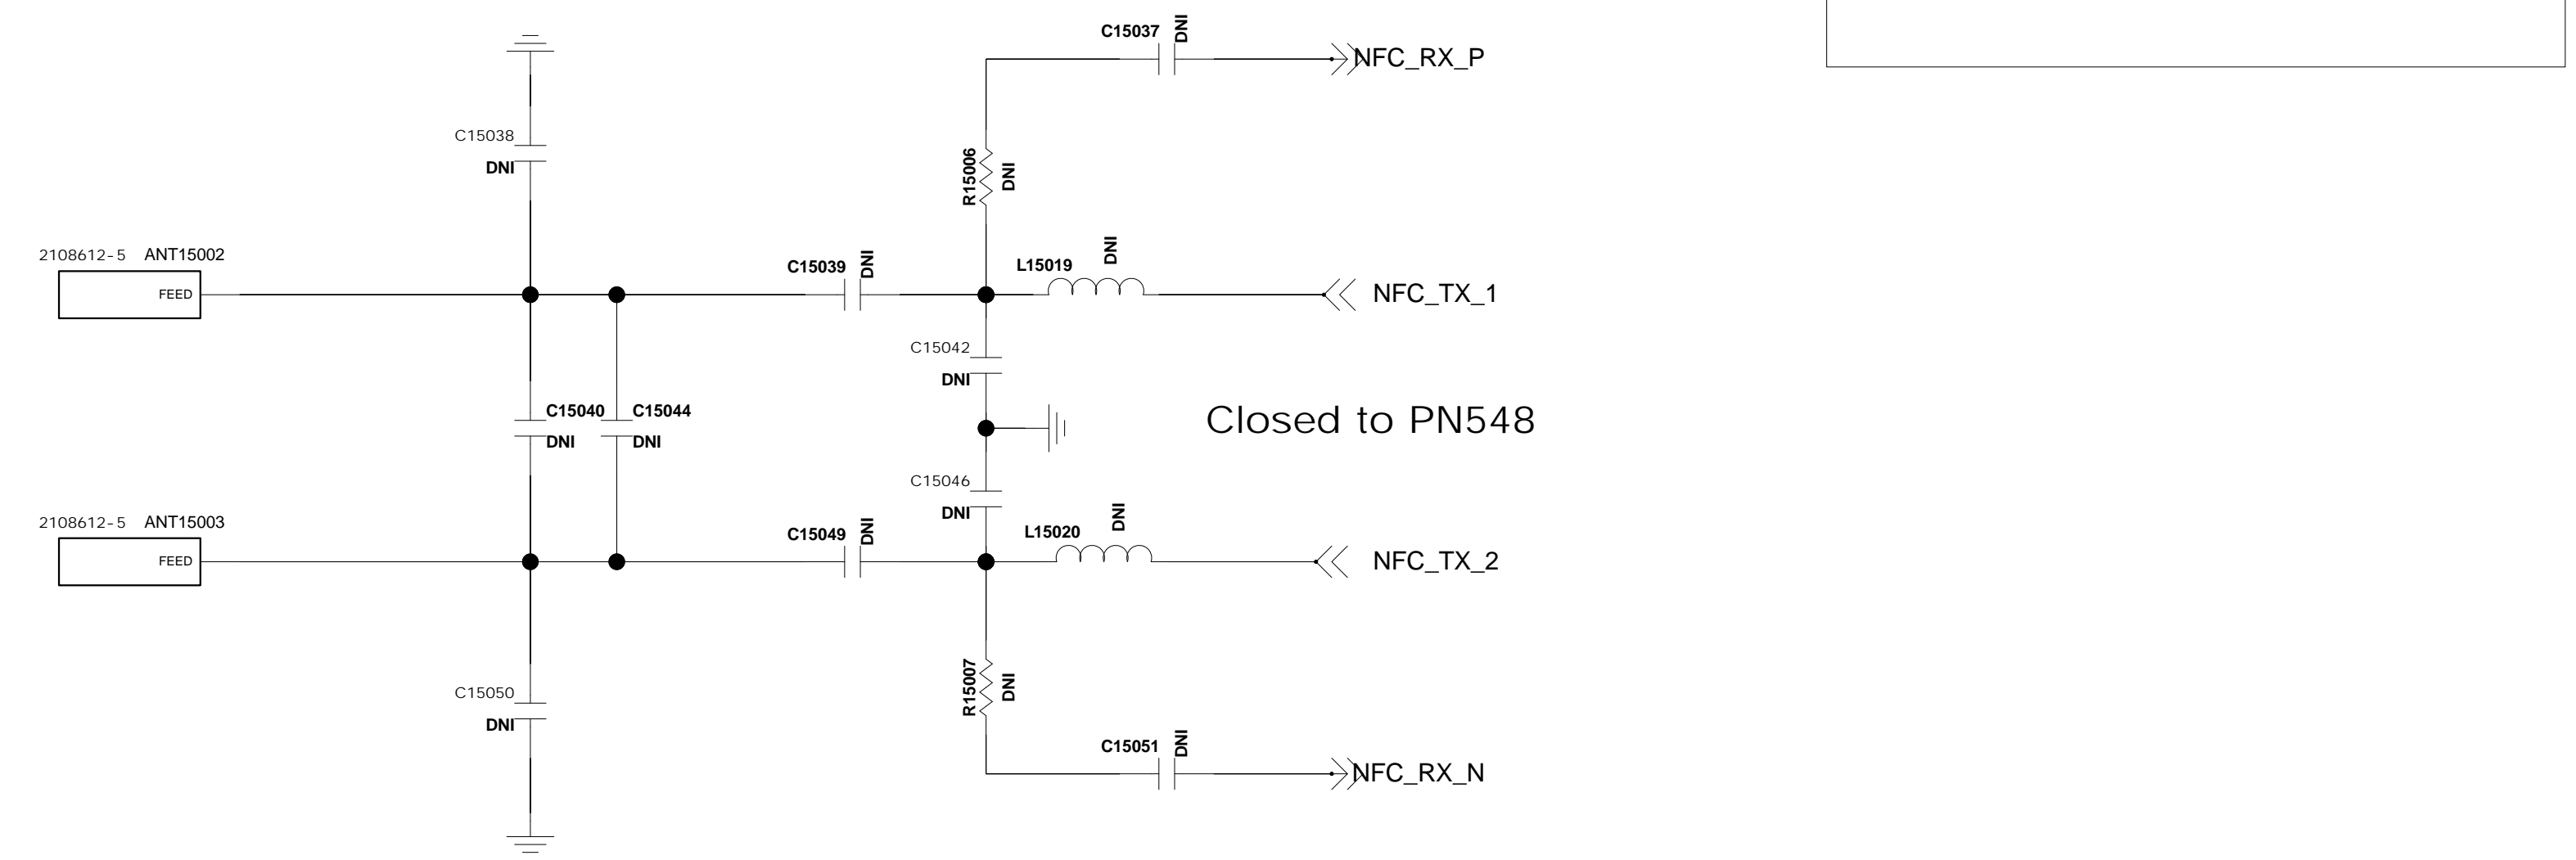 C15037 DNI
NFC_RX_P
C15038
DNI
R15006 DNI
2108612-5 ANT15002
FEED
C15039 DNI
L15019 DNI
NFC_TX_1
C15042
DNI
C15040 C15044
DNI DNI
Closed to PN548
C15046
DNI
2108612-5 ANT15003
FEED
C15049 DNI
L15020 DNI
NFC_TX_2
C15050
DNI
R15007 DNI
C15051 DNI
NFC_RX_N